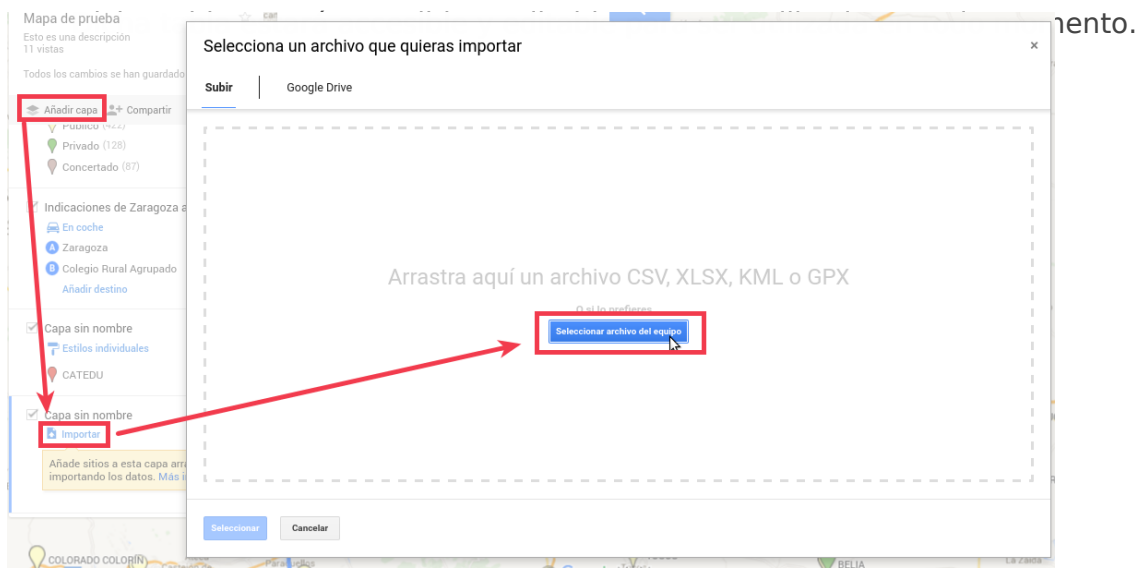 Mapa de prueba
Esto es una descripción
11 vistas
Todos los cambios se han guardado
Añadir capa
Compartir
Público (422)
Privado (128)
Concertado (87)
Indicaciones de Zaragoza a
En coche
A Zaragoza
B Colegio Rural Agrupado
Añadir destino
Capa sin nombre
Estilos individuales
CATEDU
Capa sin nombre
Importar
Añade sitios a esta capa
importando los datos. Más
cat
mento.
Selecciona un archivo que quieras importar
×
Subir
Google Drive
Arrastra aquí un archivo CSV, XLSX, KML o GPX
O si lo prefieres
Seleccionar archivo del equipo
Seleccionar
Cancelar
COLORADO COLORÍN
BELIA
La Zaida